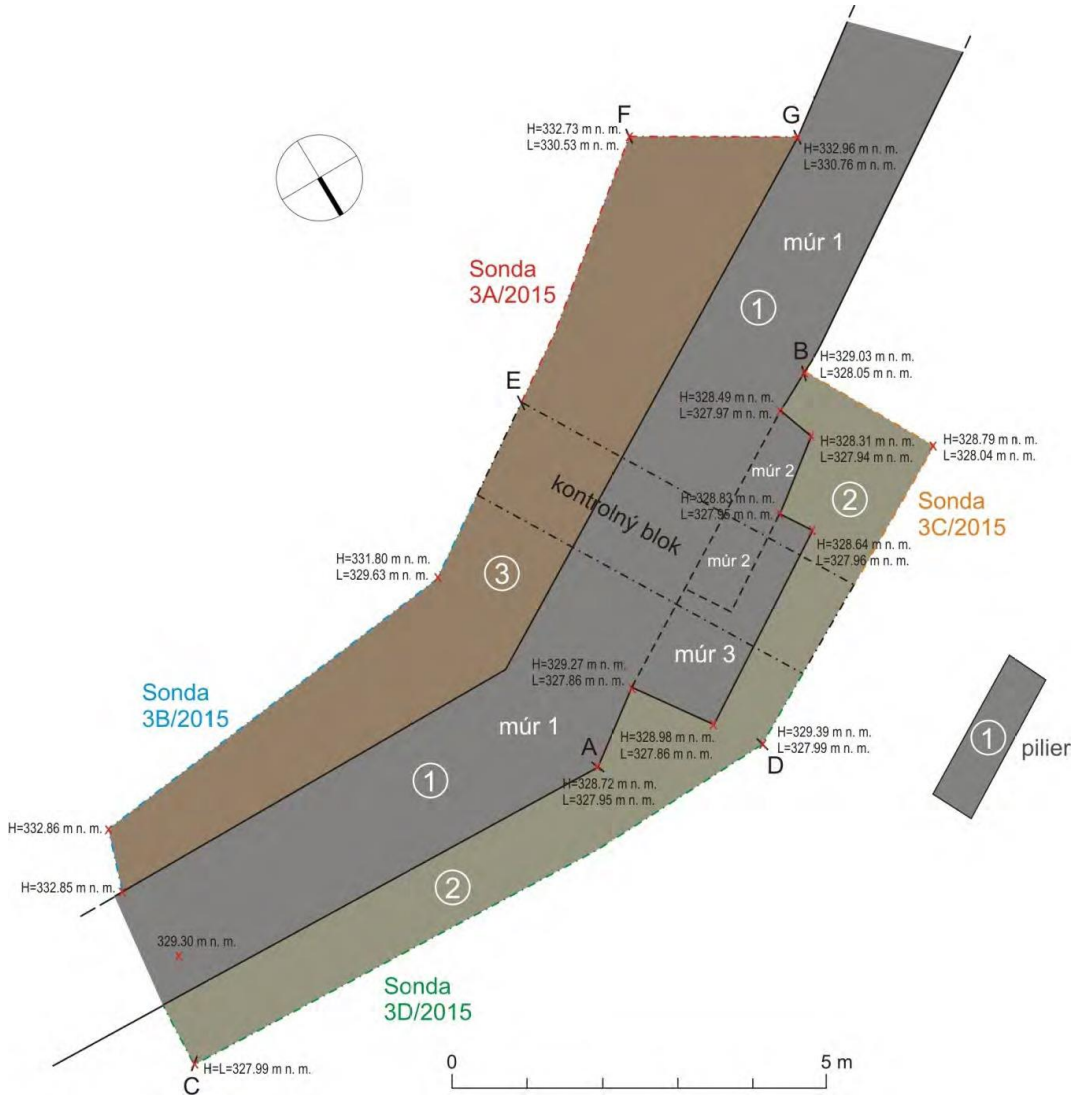 F
G
H=332.73 m n. m.
L=330.53 m n. m.
H=332.96 m n. m.
L=330.76 m n. m.
múr 1
Sonda
3A/2015
1
B
H=329.03 m n. m.
L=328.05 m n. m.
E
H=328.49 m n. m.
L=327.97 m n. m.
H=328.31 m n. m.
L=327.94 m n. m.
H=328.79 m n. m.
L=328.04 m n. m.
múr 2
kontrolný blok
H=328.83 m n. m.
L=327.95 m n. m.
2
Sonda
3C/2015
H=328.64 m n. m.
L=327.96 m n. m.
múr 2
H=331.80 m n. m.
L=329.63 m n. m.
3
múr 3
H=329.27 m n. m.
L=327.86 m n. m.
Sonda
3B/2015
múr 1
H=328.98 m n. m.
L=327.86 m n. m.
H=329.39 m n. m.
L=327.99 m n. m.
D
1
pilier
A
H=328.72 m n. m.
L=327.95 m n. m.
1
H=332.86 m n. m.
H=332.85 m n. m.
2
329.30 m n. m.
Sonda
3D/2015
H=L=327.99 m n. m.
C
0
5 m